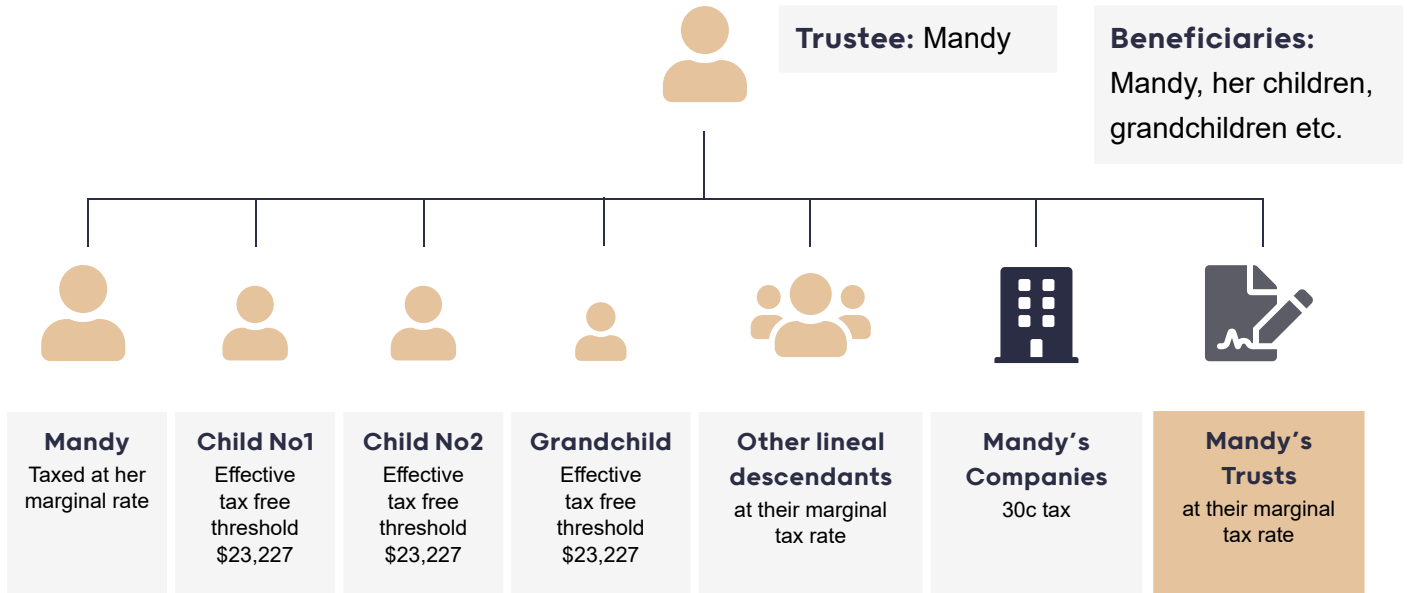 Trustee: Mandy
Beneficiaries:
Mandy, her children,
grandchildren etc.
Mandy
Taxed at her
marginal rate
Child No1
Effective
tax free
threshold
$23,227
Child No2
Effective
tax free
threshold
$23,227
Grandchild
Effective
tax free
threshold
$23,227
Other lineal
descendants
at their marginal
tax rate
Mandy's
Companies
30c tax
Mandy's
Trusts
at their marginal
tax rate